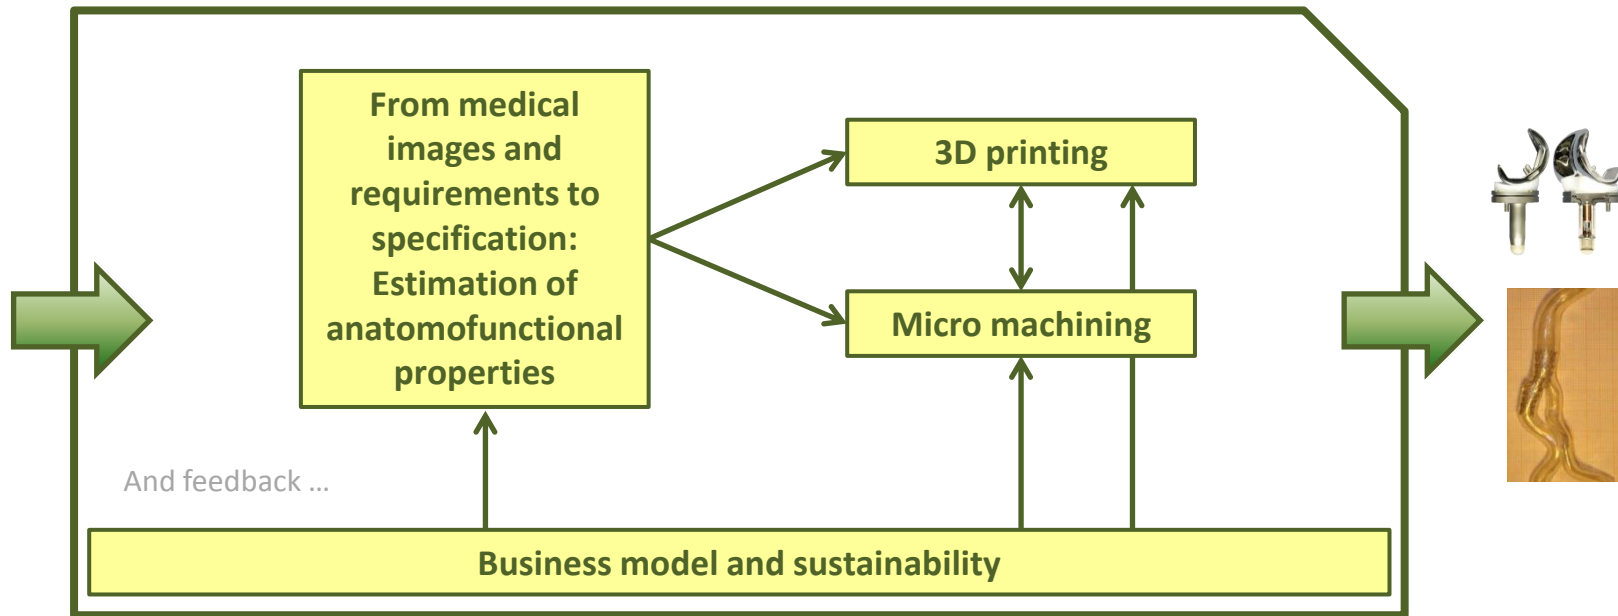 From medical
images and
requirements to
specification:
Estimation of
anatomofunctional
properties
3D printing
Micro machining
And feedback ...
Business model and sustainability